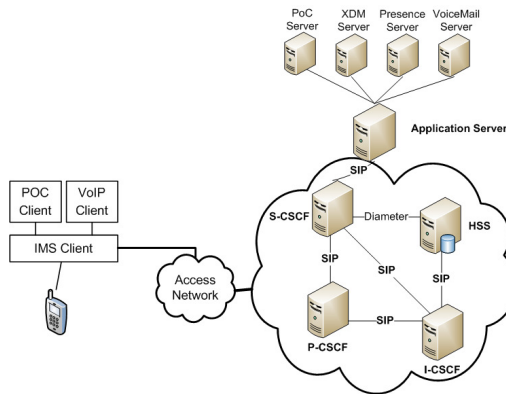 PoC
Server
XDM
Server
Presence
Server
VoiceMail
Server
Application Server
SIP
POC
Client
VoIP
Client
IMS Client
S-CSCF
Diameter
HSS
Access
Network
SIP
SIP
SIP
SIP
P-CSCF
I-CSCF